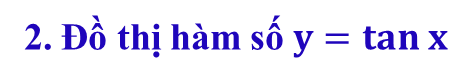 2. Đồ thị hàm số y = tan x